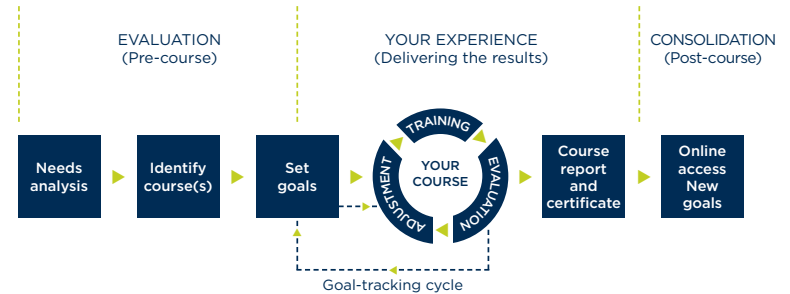 EVALUATION
(Pre-course)
YOUR EXPERIENCE
(Delivering the results)
CONSOLIDATION
(Post-course)
Needs
analysis
Identify
course(s)
Set
goals
TRAINING
EVALUATION
ADJUSTMENT
YOUR
COURSE
Course
report
and
certificate
Online
access
New
goals
Goal-tracking cycle